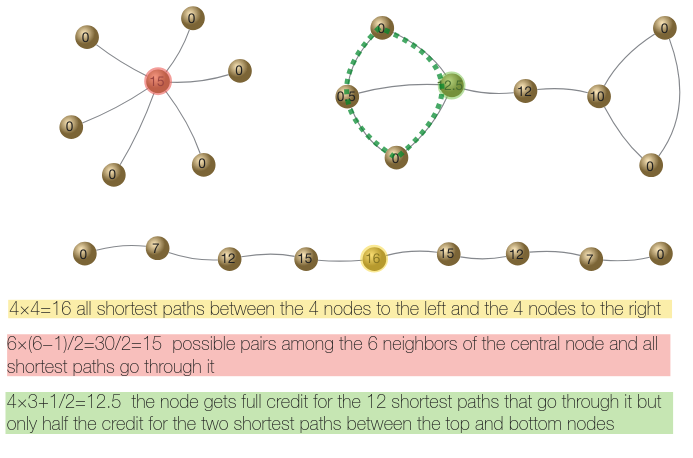 0
0
15
0
0
0
0
0
0.5
12.5
0
12
10
0
0
0 7 12 15 16 15 12 7 0
4×4=16 all shortest paths between the 4 nodes to the left and the 4 nodes to the right
6×(6−1)/2=30/2=15 possible pairs among the 6 neighbors of the central node and all
shortest paths go through it
4×3+1/2=12.5 the node gets full credit for the 12 shortest paths that go through it but
only half the credit for the two shortest paths between the top and bottom nodes